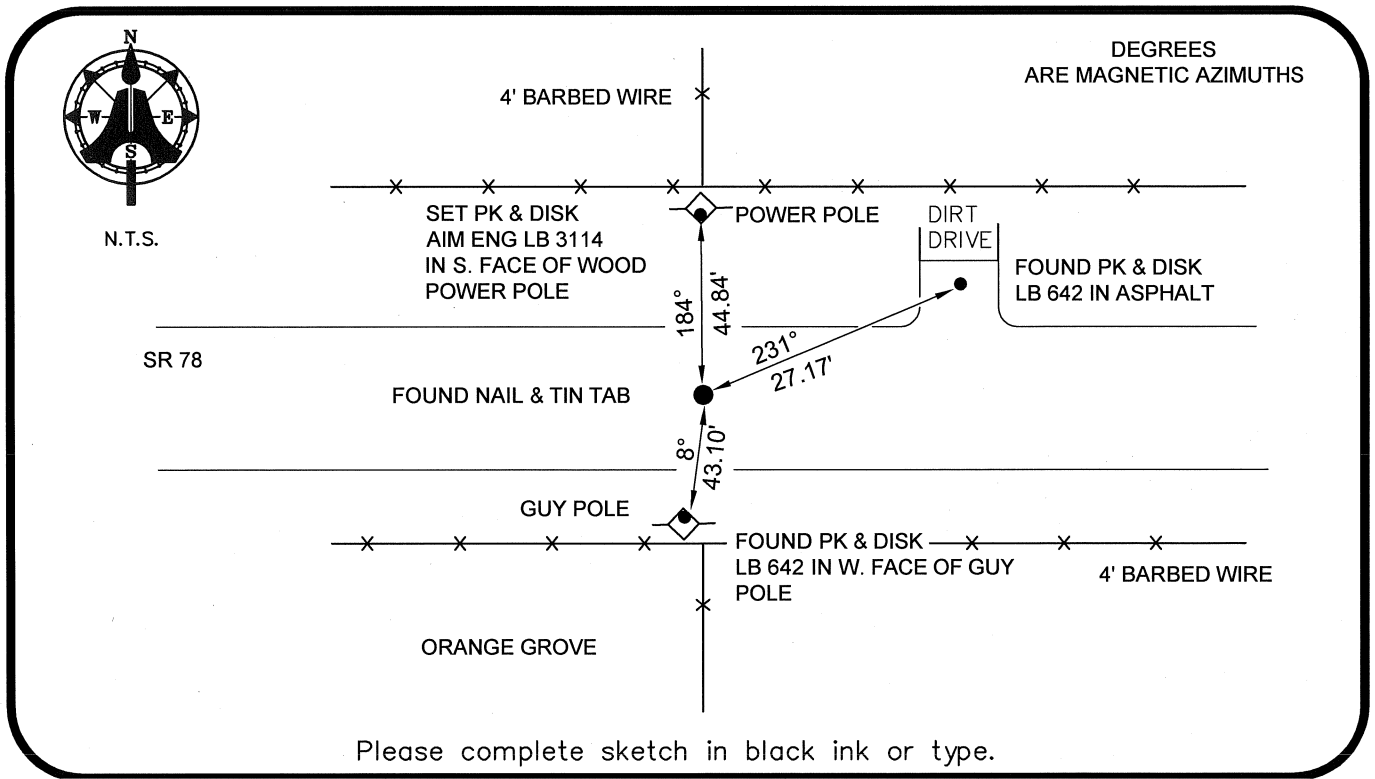 N
W E
S
N.T.S.
DEGREES
ARE MAGNETIC AZIMUTHS
4' BARBED WIRE
SET PK & DISK
AIM ENG LB 3114
IN S. FACE OF WOOD
POWER POLE
POWER POLE
DIRT
DRIVE
FOUND PK & DISK
LB 642 IN ASPHALT
184°
44.84'
231°
27.17'
SR 78
FOUND NAIL & TIN TAB
8°
43.10'
GUY POLE
FOUND PK & DISK
LB 642 IN W. FACE OF GUY
POLE
4' BARBED WIRE
ORANGE GROVE
Please complete sketch in black ink or type.